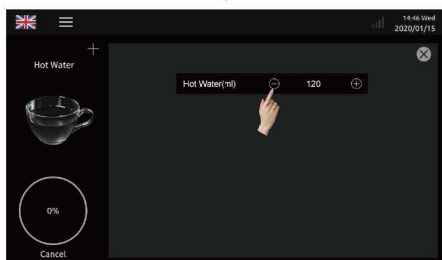 14:46 Wed
2020/01/15
Hot Water
Hot Water(ml)
120
0%
Cancel